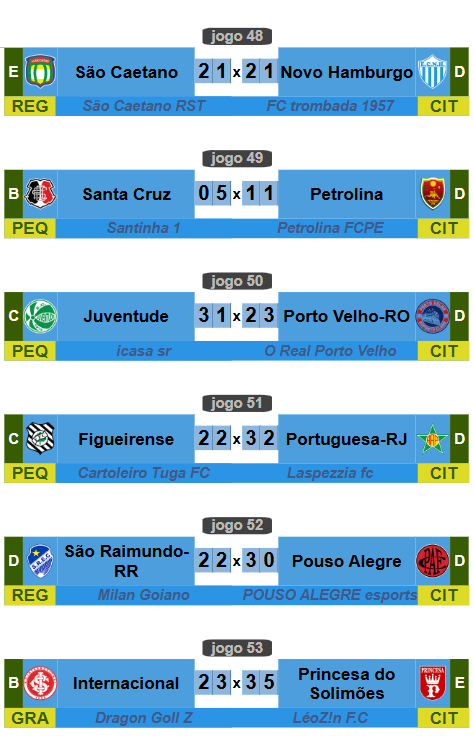 jogo 48
E São Caetano 2 1 x 2 1 Novo Hamburgo D
REG São Caetano RST FC trombada 1957 CIT
jogo 49
B Santa Cruz 0 5 x 1 1 Petrolina D
PEQ Santinha 1 Petrolina FCPE CIT
jogo 50
C Juventude 3 1 x 2 3 Porto Velho-RO D
PEQ icasa sr O Real Porto Velho CIT
jogo 51
C Figueirense 2 2 x 3 2 Portuguesa-RJ D
PEQ Cartoleiro Tuga FC Laspezzia fc CIT
jogo 52
D São Raimundo-
RR 2 2 x 3 0 Pouso Alegre D
REG Milan Goiano POUSO ALEGRE esports CIT
jogo 53
B Internacional 2 3 x 3 5 Princesa do
Solimões PRINCESA P E
GRA Dragon Goll Z LéoZ!n F.C CIT